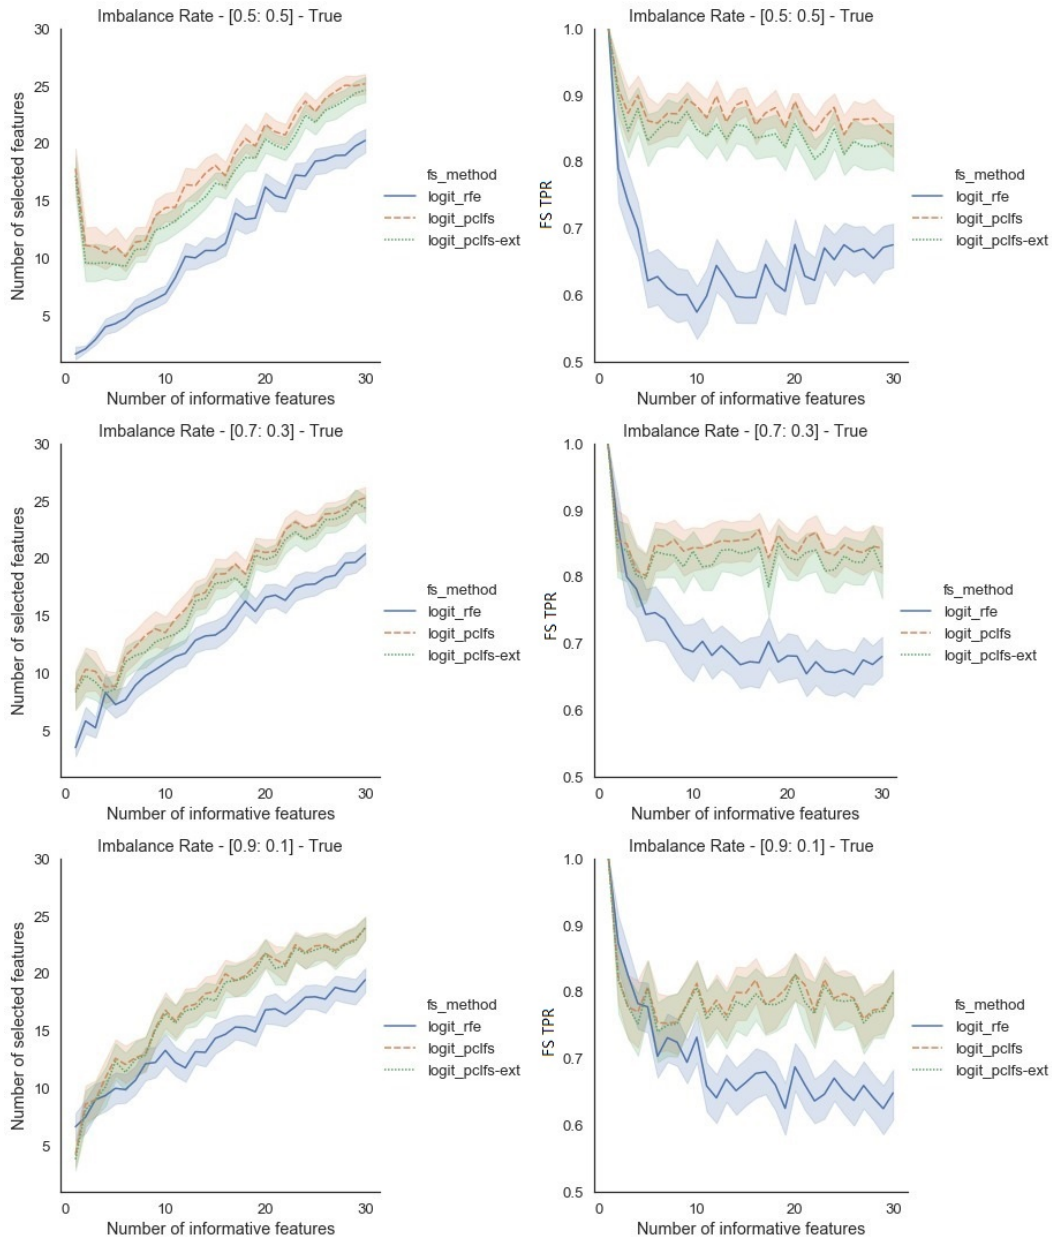 Imbalance Rate - [0.5: 0.5] - True
30
25
20
15
10
5
0
10
20
30
Number of selected features
Number of informative features
fs_method
logit_rfe
logit_pclfs
logit_pclfs-ext
Imbalance Rate - [0.5: 0.5] - True
1.0
0.9
0.8
0.7
0.6
0.5
0
10
20
30
FS TPR
Number of informative features
fs_method
logit_rfe
logit_pclfs
logit_pclfs-ext
Imbalance Rate - [0.7: 0.3] - True
30
25
20
15
10
5
0
10
20
30
Number of selected features
Number of informative features
fs_method
logit_rfe
logit_pclfs
logit_pclfs-ext
Imbalance Rate - [0.7: 0.3] - True
1.0
0.9
0.8
0.7
0.6
0.5
0
10
20
30
FS TPR
Number of informative features
fs_method
logit_rfe
logit_pclfs
logit_pclfs-ext
Imbalance Rate - [0.9: 0.1] - True
30
25
20
15
10
5
0
10
20
30
Number of selected features
Number of informative features
fs_method
logit_rfe
logit_pclfs
logit_pclfs-ext
Imbalance Rate - [0.9: 0.1] - True
1.0
0.9
0.8
0.7
0.6
0.5
0
10
20
30
FS TPR
Number of informative features
fs_method
logit_rfe
logit_pclfs
logit_pclfs-ext